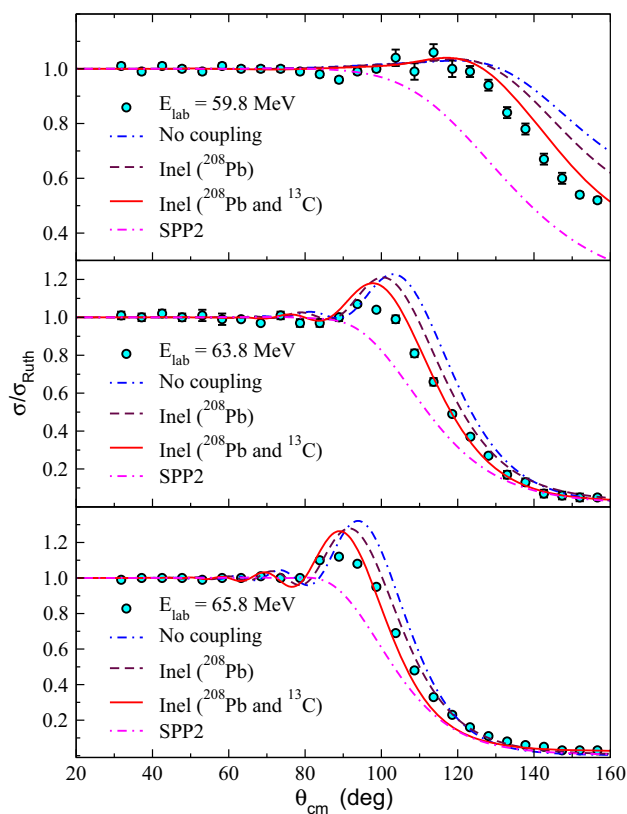 1.0
0.8
0.6
0.4
E_lab = 59.8 MeV
No coupling
Inel (²⁰⁸Pb)
Inel (²⁰⁸Pb and ¹³C)
SPP2
σ/σ_Ruth
1.2
1.0
0.8
0.6
0.4
0.2
E_lab = 63.8 MeV
No coupling
Inel (²⁰⁸Pb)
Inel (²⁰⁸Pb and ¹³C)
SPP2
1.2
1.0
0.8
0.6
0.4
0.2
E_lab = 65.8 MeV
No coupling
Inel (²⁰⁸Pb)
Inel (²⁰⁸Pb and ¹³C)
SPP2
20 40 60 80 100 120 140 160
θ_cm (deg)